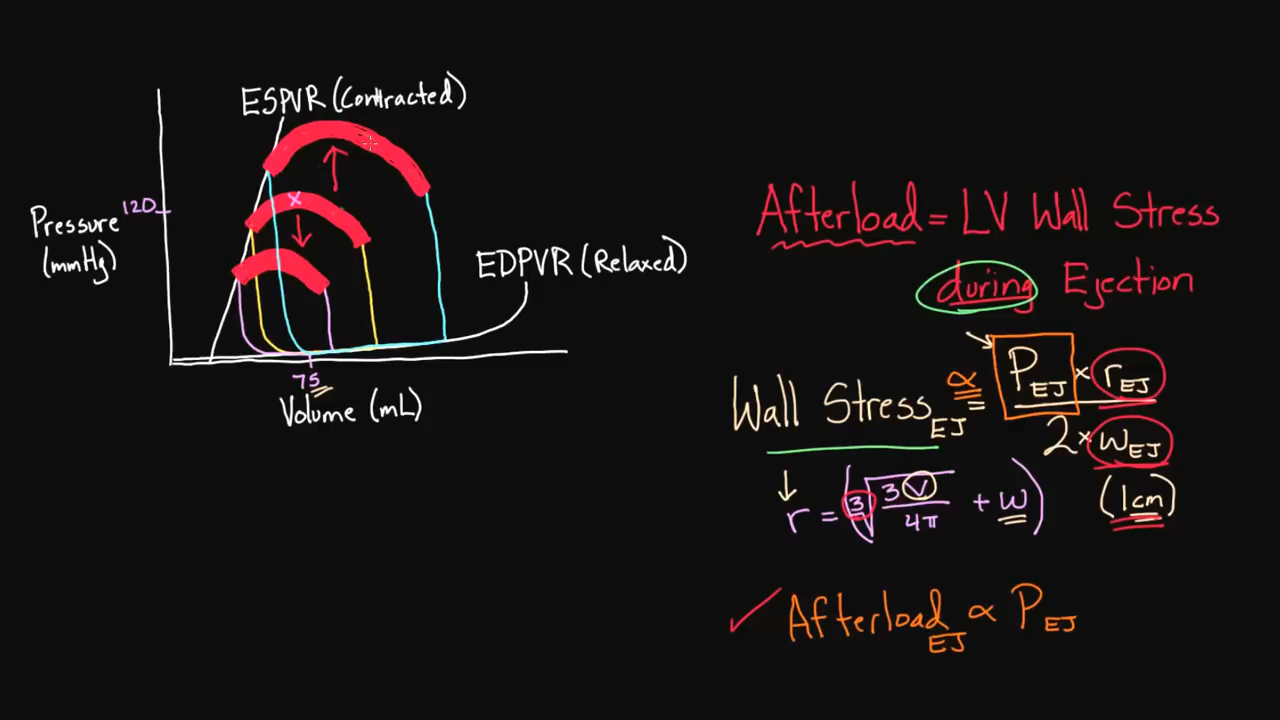 ESPVR (Contracted)
Pressure
(mmHg)
120
EDPVR (Relaxed)
x
75
Volume (mL)
Afterload = LV Wall Stress
during Ejection
Wall Stress EJ ∝ = P EJ × r EJ
2 × w EJ
(1cm)
r = (3√3V/4π + w)
✓ Afterload EJ ∝ P EJ